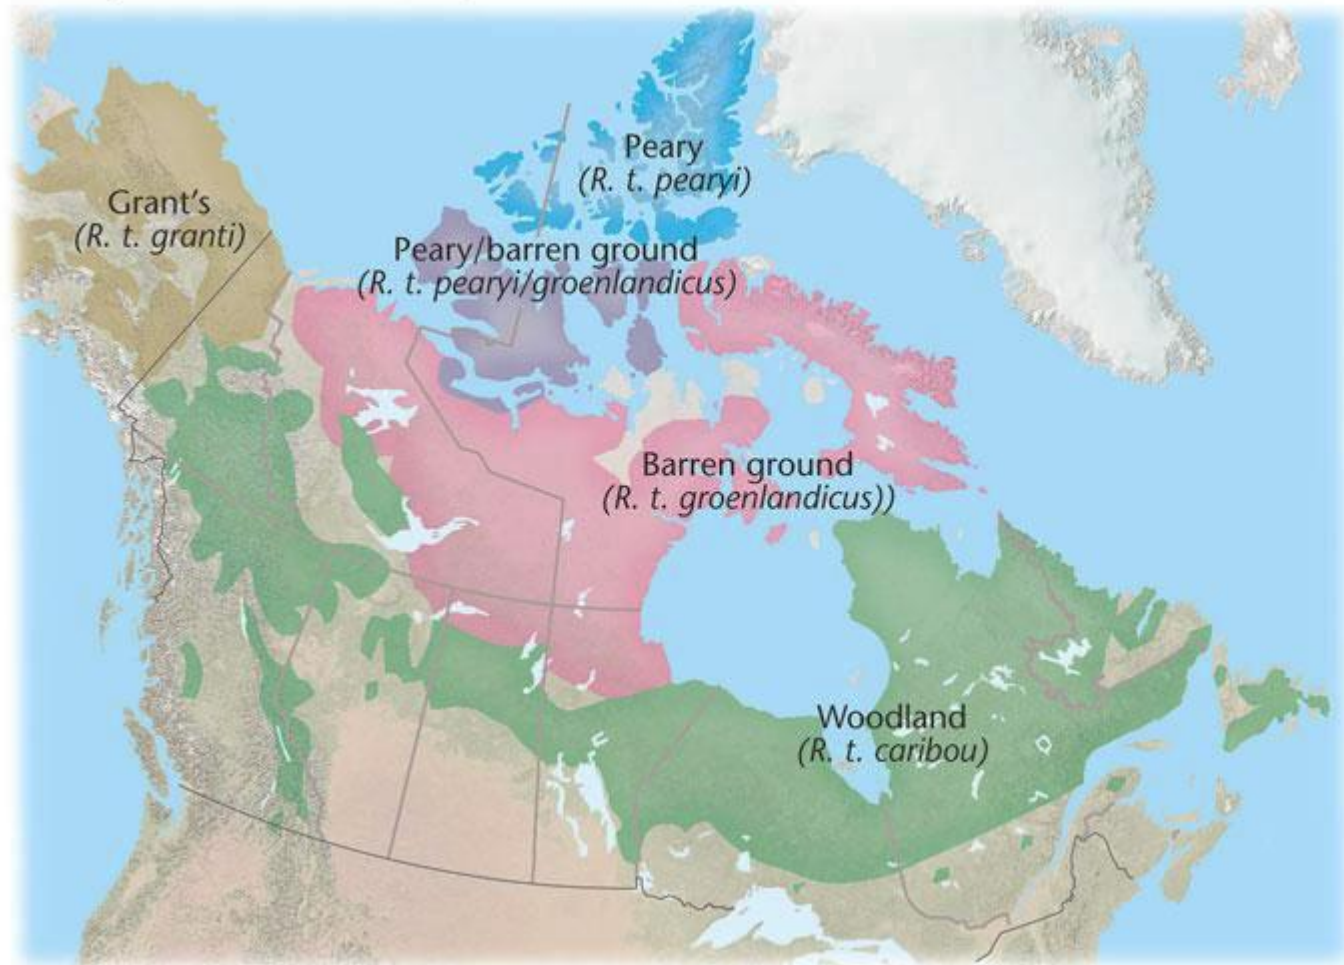 Peary
(R. t. pearyi)
Grant's
(R. t. granti)
Peary/barren ground
(R. t. pearyi/groenlandicus)
Barren ground
(R. t. groenlandicus))
Woodland
(R. t. caribou)